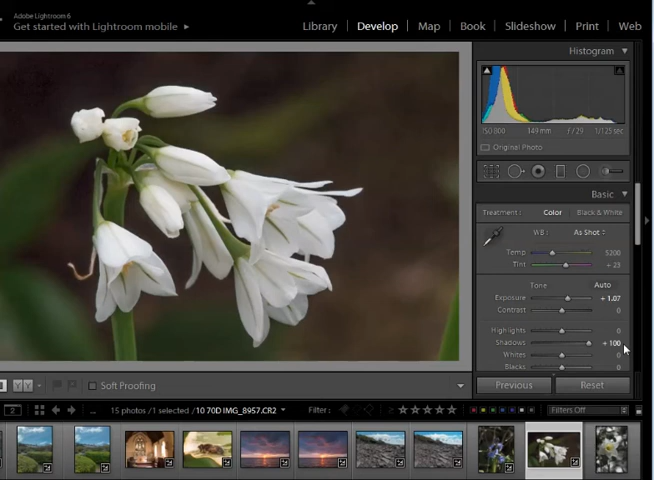 Adobe Lightroom 6
Get started with Lightroom mobile
Library | Develop | Map | Book | Slideshow | Print | Web
Histogram
ISO 800 149 mm f / 29 1/125 sec
Original Photo
Basic
Treatment: Color Black & White
WB: As Shot
Temp 5200
Tint + 23
Tone Auto
Exposure + 1.07
Contrast 0
Highlights 0
Shadows + 100
Whites 0
Blacks 0
Y Y Soft Proofing
Previous Reset
2 15 photos / 1 selected / 10 70D IMG_8957.CR2 Filter: Filters Off